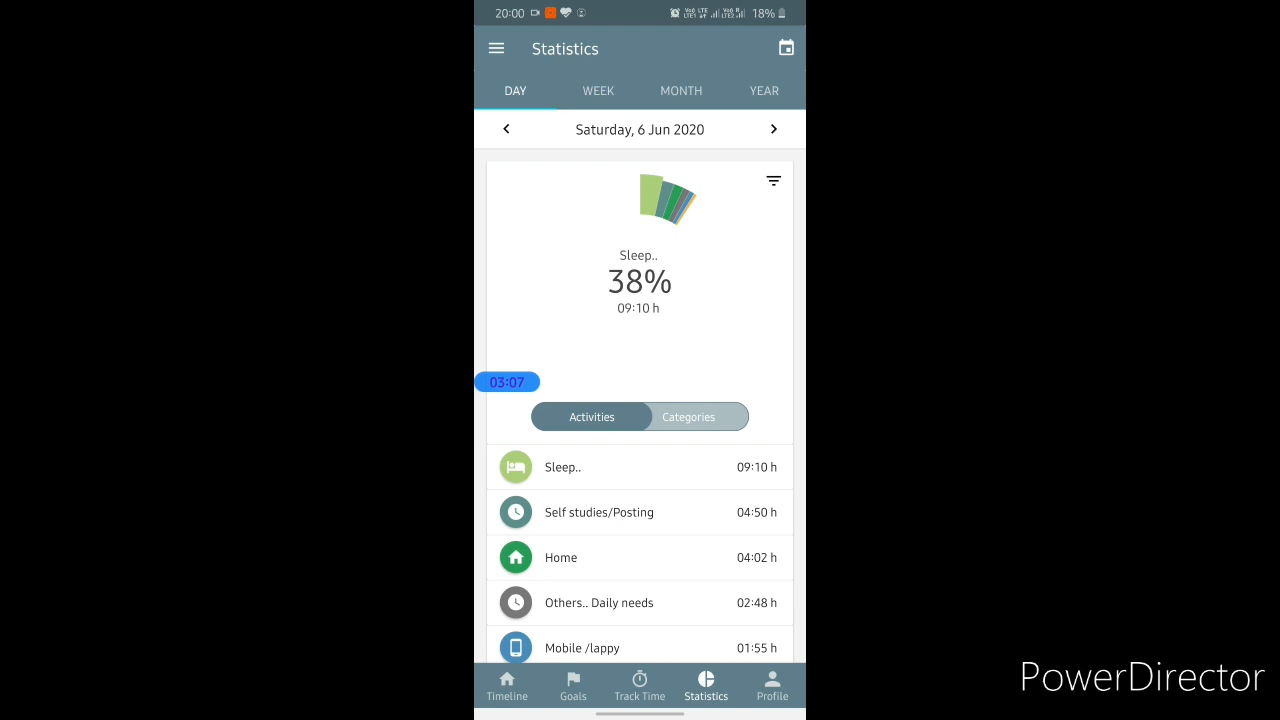 20:00 18%
Statistics
DAY WEEK MONTH YEAR
Saturday, 6 Jun 2020
Sleep..
38%
09:10 h
03:07
Activities Categories
Sleep.. 09:10 h
Self studies/Posting 04:50 h
Home 04:02 h
Others.. Daily needs 02:48 h
Mobile /lappy 01:55 h
Timeline Goals Track Time Statistics Profile
PowerDirector